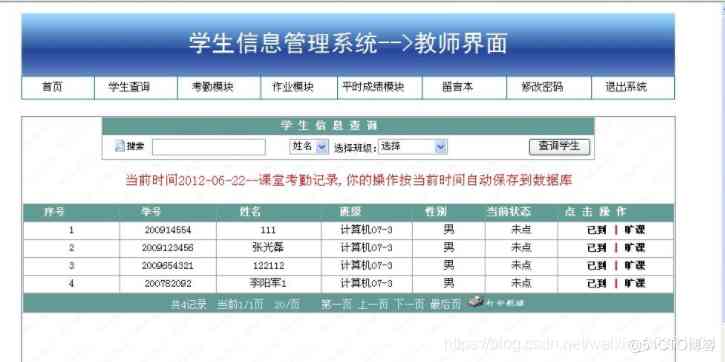 学生信息管理系统-->教师界面
首页 学生查询 考勤模块 作业模块 平时成绩模块 留言本 修改密码 退出系统
学生信息查询
搜索 姓名 选择班级: 选择 查询学生
当前时间2012-06-22--课堂考勤记录,你的操作按当前时间自动保存到数据库
序号 学号 姓名 班级 性别 当前状态 点击操作
1 200914554 111 计算机07-3 男 未点 已到 | 旷课
2 2009123456 张光磊 计算机07-3 男 未点 已到 | 旷课
3 2009654321 122112 计算机07-3 男 未点 已到 | 旷课
4 200782092 李阳军1 计算机07-3 男 未点 已到 | 旷课
共4记录 当前1/1页 20/页 第一页 上一页 下一页 最后页 打印数据
@51CTO博客